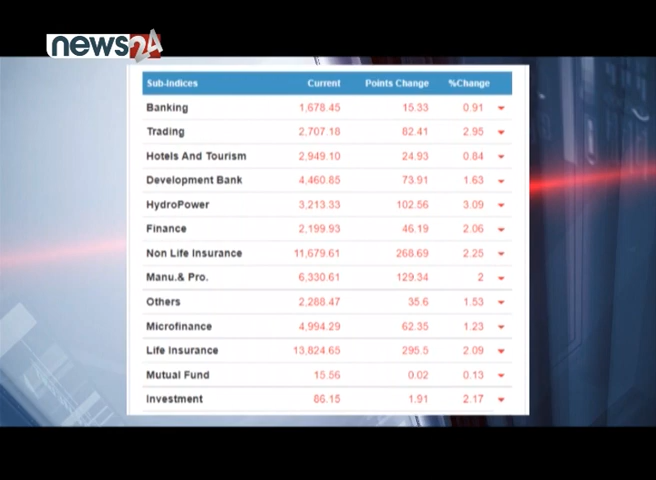 news24
Sub-Indices Current Points Change %Change
Banking 1,678.45 15.33 0.91
Trading 2,707.18 82.41 2.95
Hotels And Tourism 2,949.10 24.93 0.84
Development Bank 4,460.85 73.91 1.63
HydroPower 3,213.33 102.56 3.09
Finance 2,199.93 46.19 2.06
Non Life Insurance 11,679.61 268.69 2.25
Manu.& Pro. 6,330.61 129.34 2
Others 2,288.47 35.6 1.53
Microfinance 4,994.29 62.35 1.23
Life Insurance 13,824.65 295.5 2.09
Mutual Fund 15.56 0.02 0.13
Investment 86.15 1.91 2.17